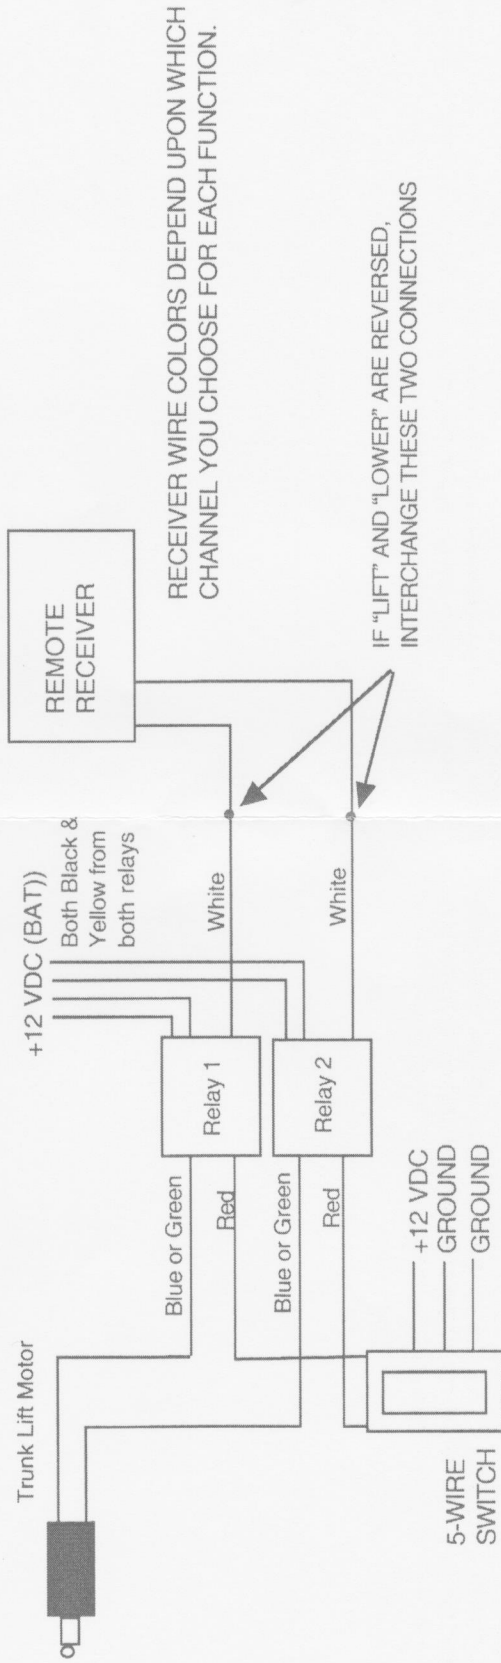 Trunk Lift Motor
+12 VDC (BAT))
Both Black &
Yellow from
both relays
REMOTE
RECEIVER
RECEIVER WIRE COLORS DEPEND UPON WHICH
CHANNEL YOU CHOOSE FOR EACH FUNCTION.
Blue or Green
Relay 1
White
Red
Blue or Green
Relay 2
White
Red
IF "LIFT" AND "LOWER" ARE REVERSED,
INTERCHANGE THESE TWO CONNECTIONS
5-WIRE
SWITCH
+12 VDC
GROUND
GROUND